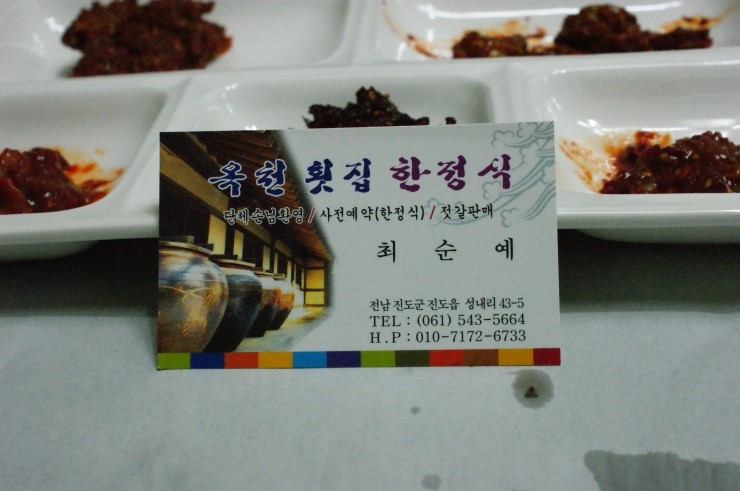 옥천 횟집 한정식
단체손님환영 / 사전예약(한정식) / 젓갈판매
최 순 예
전남 진도군 진도읍 성내리 43-5
TEL : (061) 543-5664
H.P : 010-7172-6733